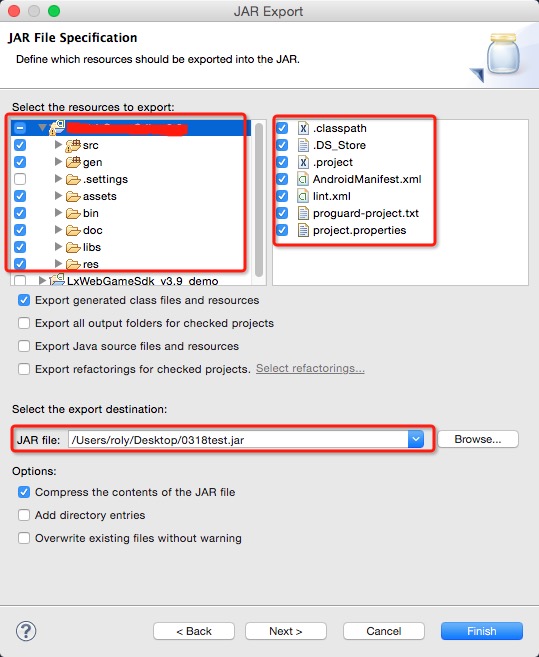 JAR Export
JAR File Specification
Define which resources should be exported into the JAR.
Select the resources to export:
src
gen
.settings
assets
bin
doc
libs
res
LxWebGameSdk_v3.9_demo
.classpath
.DS_Store
.project
AndroidManifest.xml
lint.xml
proguard-project.txt
project.properties
Export generated class files and resources
Export all output folders for checked projects
Export Java source files and resources
Export refactorings for checked projects. Select refactorings...
Select the export destination:
JAR file: /Users/roly/Desktop/0318test.jar Browse...
Options:
Compress the contents of the JAR file
Add directory entries
Overwrite existing files without warning
? < Back Next > Cancel Finish